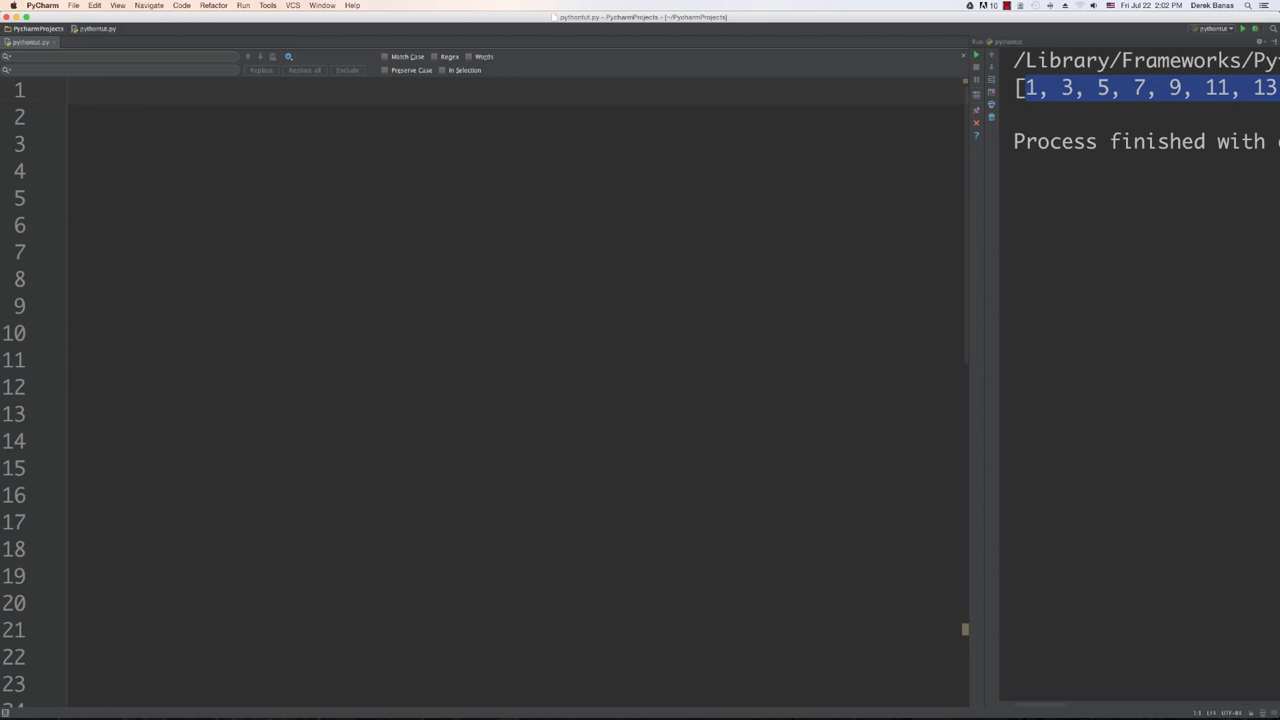 PyCharm File Edit View Navigate Code Refactor Run Tools VCS Window Help 10 Fri Jul 22 2:02 PM Derek Banas
pythontut.py - PycharmProjects - [~/PycharmProjects]
PycharmProjects pythontut.py pythontut
pythontut.py Run pythontut
Match Case Regex Words
Replace Replace all Exclude Preserve Case In Selection
/Library/Frameworks/Py
[1, 3, 5, 7, 9, 11, 13
Process finished with
1
2
3
4
5
6
7
8
9
10
11
12
13
14
15
16
17
18
19
20
21
22
23
1:1 LF÷ UTF-8÷